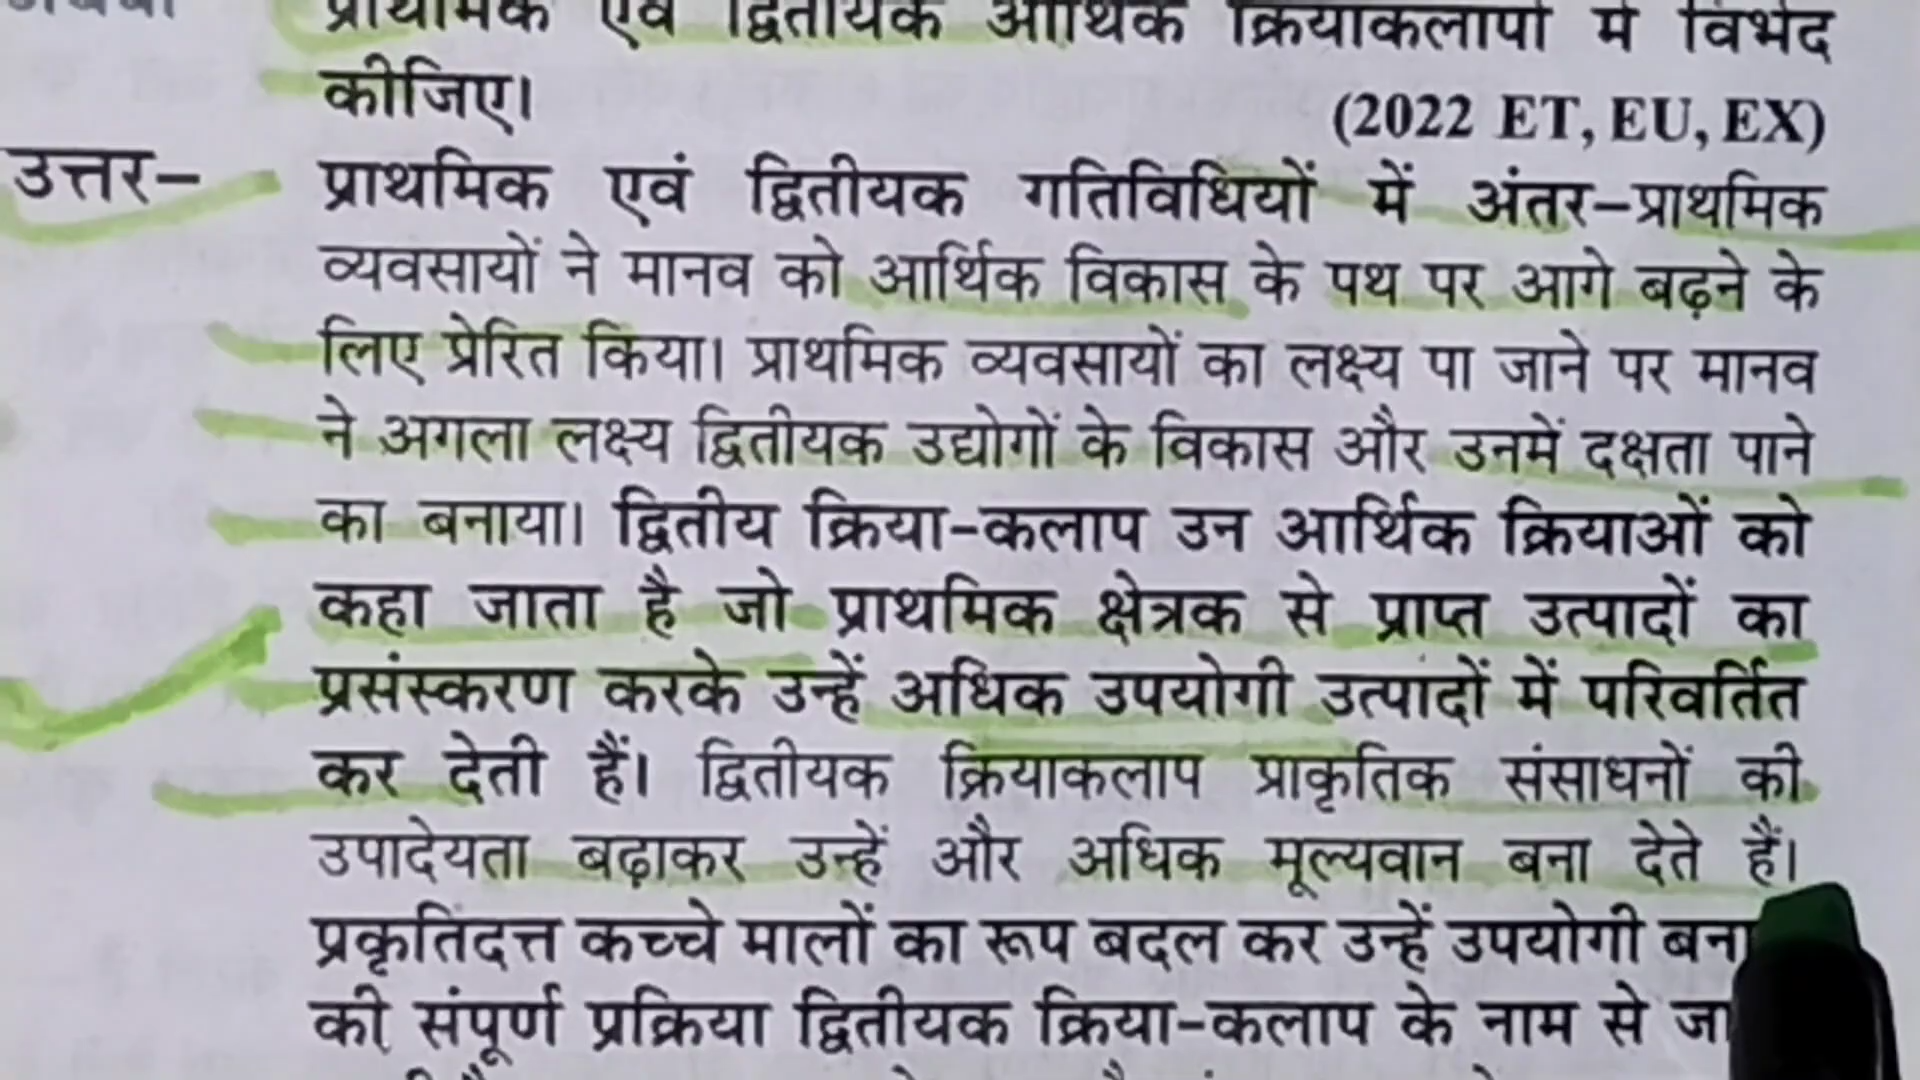 प्राथमिक एवं द्वितीयक आर्थिक क्रियाकलापों में विभेद
कीजिए।
(2022 ET, EU, EX)
उत्तर– प्राथमिक एवं द्वितीयक गतिविधियों में अंतर–प्राथमिक
व्यवसायों ने मानव को आर्थिक विकास के पथ पर आगे बढ़ने के
लिए प्रेरित किया। प्राथमिक व्यवसायों का लक्ष्य पा जाने पर मानव
ने अगला लक्ष्य द्वितीयक उद्योगों के विकास और उनमें दक्षता पाने
का बनाया। द्वितीय क्रिया-कलाप उन आर्थिक क्रियाओं को
कहा जाता है जो प्राथमिक क्षेत्रक से प्राप्त उत्पादों का
प्रसंस्करण करके उन्हें अधिक उपयोगी उत्पादों में परिवर्तित
कर देती हैं। द्वितीयक क्रियाकलाप प्राकृतिक संसाधनों की
उपादेयता बढ़ाकर उन्हें और अधिक मूल्यवान बना देते हैं।
प्रकृतिदत्त कच्चे मालों का रूप बदल कर उन्हें उपयोगी बना
की संपूर्ण प्रक्रिया द्वितीयक क्रिया-कलाप के नाम से जा